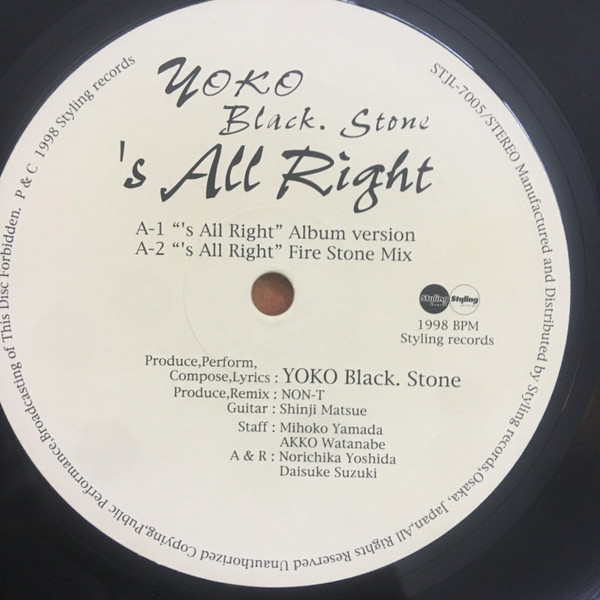 YOKO
Black. Stone
's All Right
A-1 “'s All Right” Album version
A-2 “'s All Right” Fire Stone Mix
Styling Styling
1998 BPM
Styling records
Produce,Perform,
Compose,Lyrics : YOKO Black. Stone
Produce,Remix : NON-T
Guitar : Shinji Matsue
Staff : Mihoko Yamada
AKKO Watanabe
A & R : Norichika Yoshida
Daisuke Suzuki
STJL-7005/STEREO Manufactured and Distributed by Styling records,Osaka, Japan,All Rights Reserved Unauthorized Copying,Public Performance,Broadcasting of This Disc Forbidden. P & C 1998 Styling records